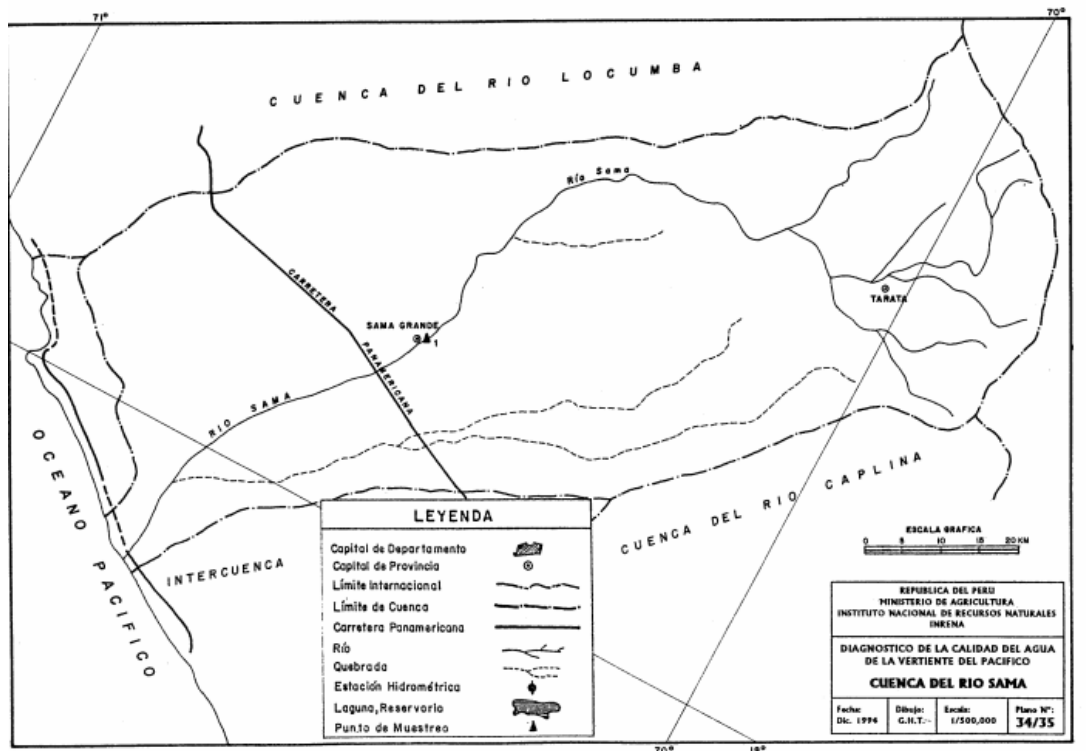 71°
70°
CUENCA DEL RIO LOCUMBA
Río Sama
CARRETERA
PANAMERICANA
TARATA
SAMA GRANDE
1
RIO SAMA
OCEANO PACIFICO
INTERCUENCA
CUENCA DEL RIO CAPLINA
LEYENDA
Capital de Departamento
Capital de Provincia
Límite Internacional
Límite de Cuenca
Carretera Panamericana
Río
Quebrada
Estación Hidrométrica
Laguna, Reservorio
Punto de Muestreo
ESCALA GRAFICA
0 5 10 15 20 KM
REPUBLICA DEL PERU
MINISTERIO DE AGRICULTURA
INSTITUTO NACIONAL DE RECURSOS NATURALES
INRENA
DIAGNOSTICO DE LA CALIDAD DEL AGUA
DE LA VERTIENTE DEL PACIFICO
CUENCA DEL RIO SAMA
Fecha: Dibujo: Escala: Plano N°:
Dic. 1996 G.H.T. 1/500,000 34/35
70° 18°